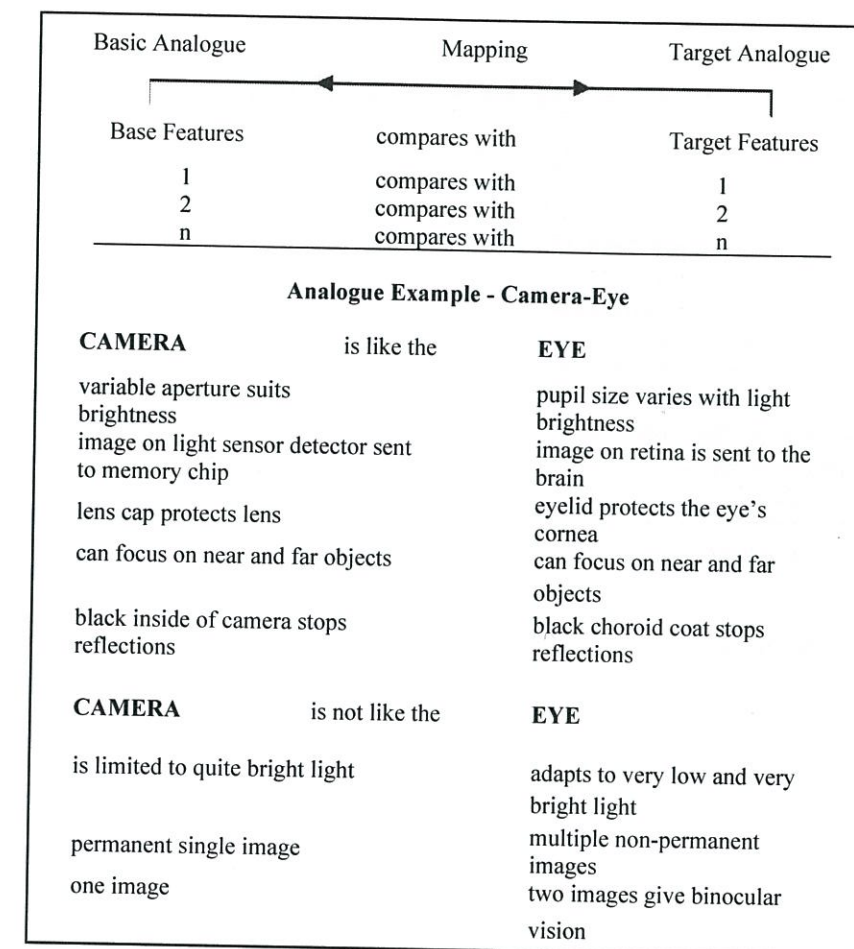 Basic Analogue Mapping Target Analogue
Base Features compares with Target Features
1 compares with 1
2 compares with 2
n compares with n
Analogue Example - Camera-Eye
CAMERA is like the EYE
variable aperture suits
brightness
pupil size varies with light
brightness
image on light sensor detector sent
to memory chip
image on retina is sent to the
brain
lens cap protects lens
eyelid protects the eye's
cornea
can focus on near and far objects
can focus on near and far
objects
black inside of camera stops
reflections
black choroid coat stops
reflections
CAMERA is not like the EYE
is limited to quite bright light
adapts to very low and very
bright light
permanent single image
multiple non-permanent
images
one image
two images give binocular
vision